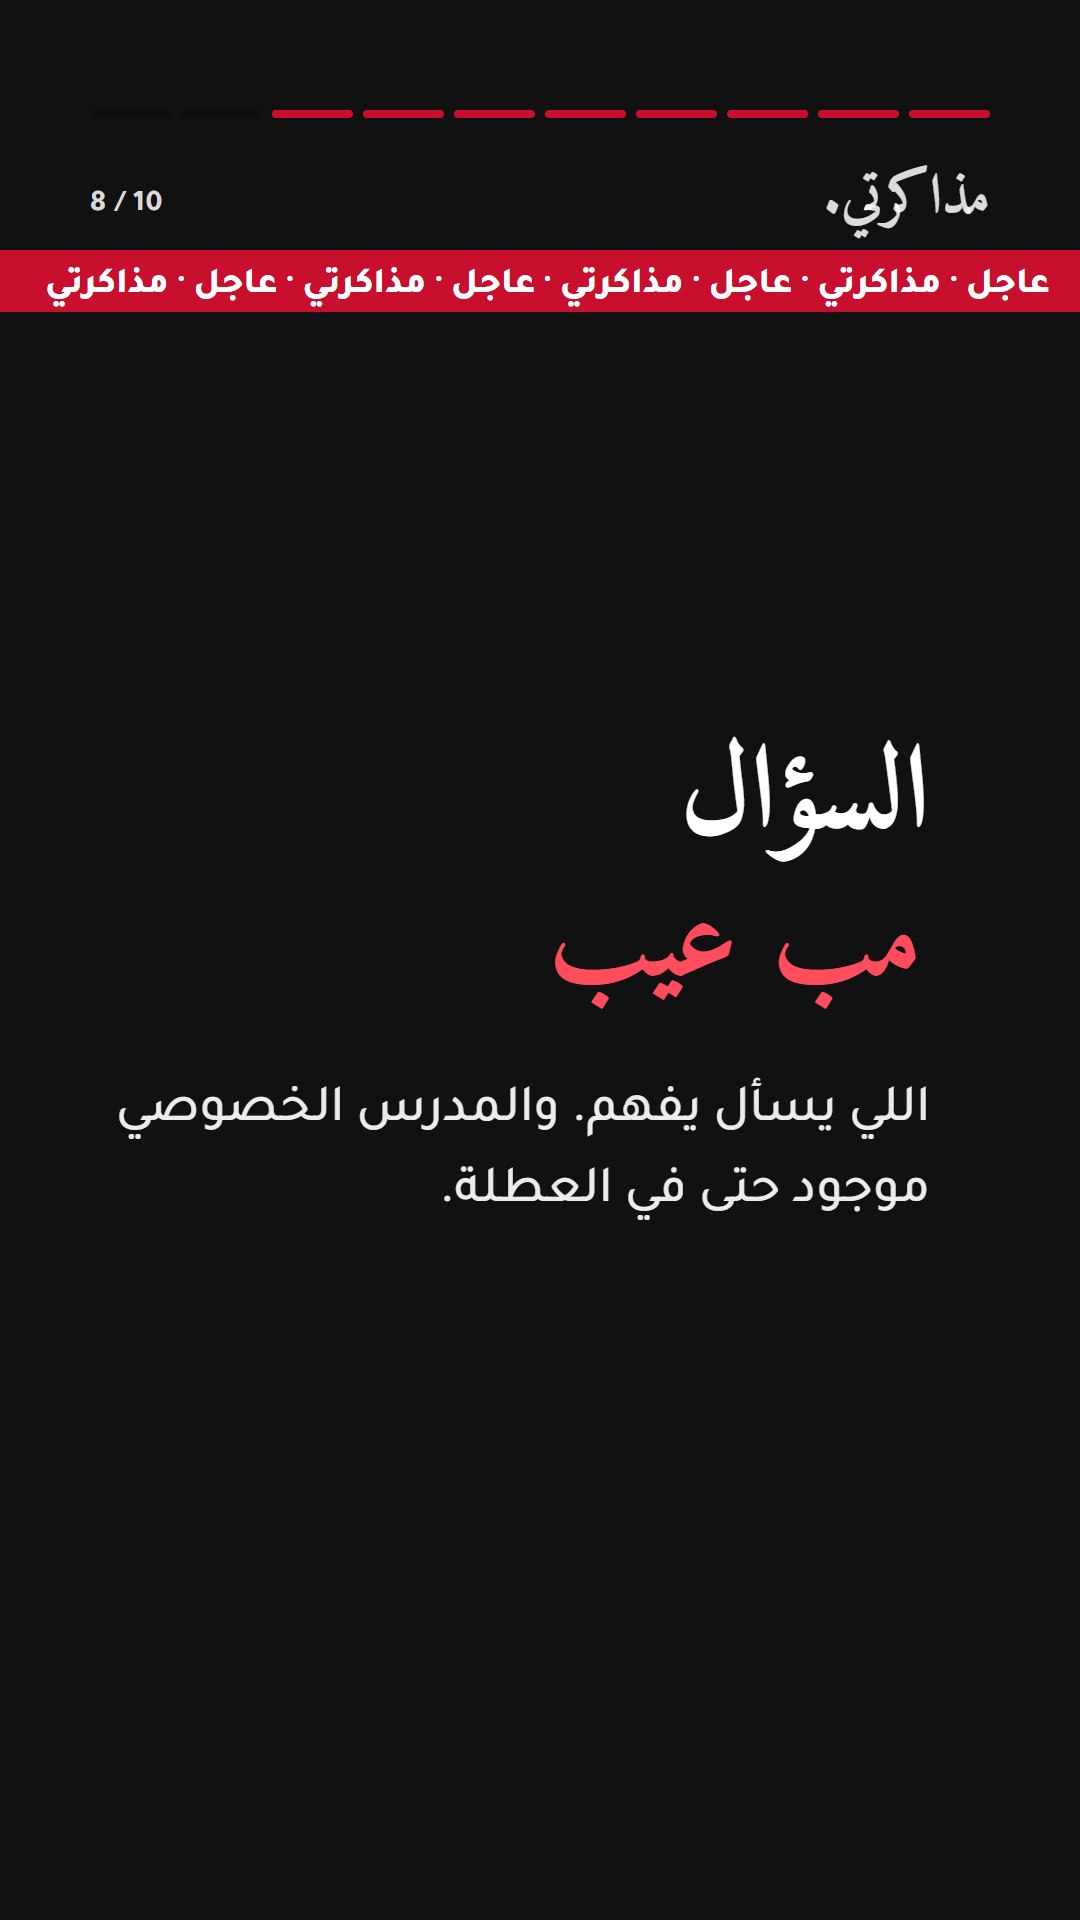 مذاكرتي.
8 / 10
عاجل · مذاكرتي · عاجل · مذاكرتي · عاجل · مذاكرتي · عاجل · مذاكرتي
السؤال
مب عيب
اللي يسأل يفهم. والمدرس الخصوصي
موجود حتى في العطلة.